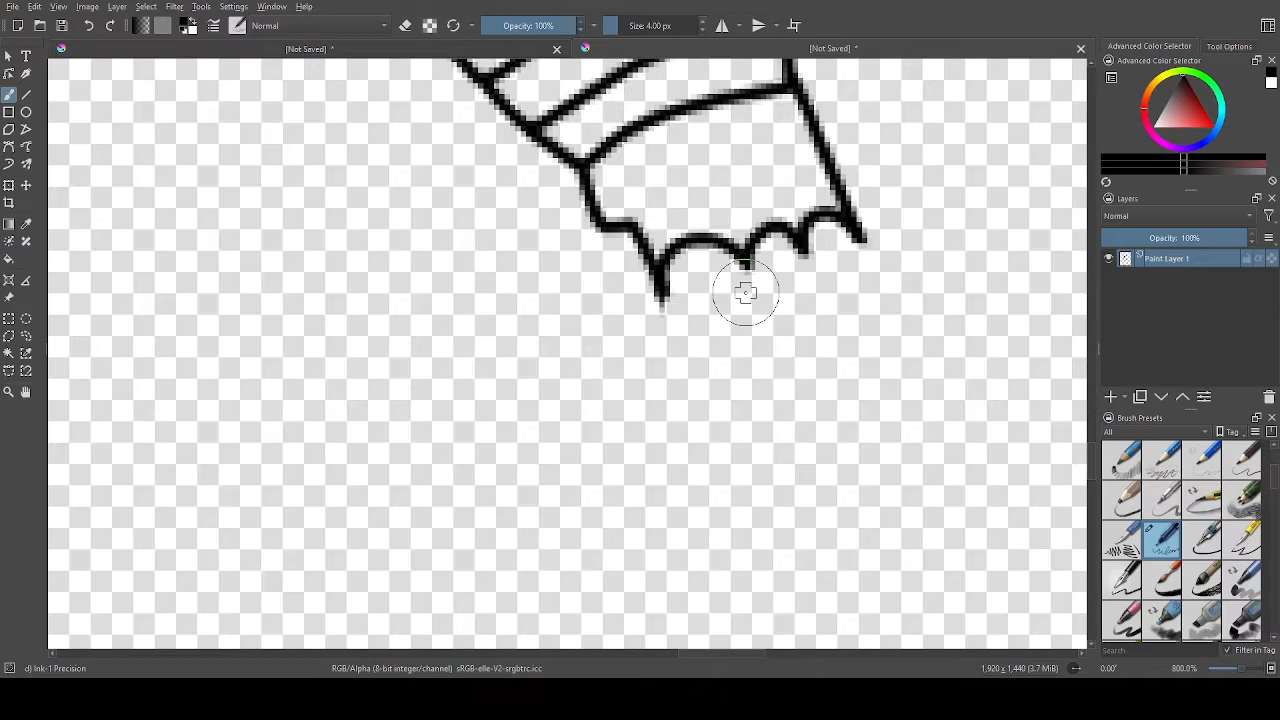 File Edit View Image Layer Select Filter Tools Settings Window Help
Normal Opacity: 100% Size: 4.00 px
[Not Saved] * [Not Saved] *
Advanced Color Selector Tool Options
Advanced Color Selector
Layers
Normal
Opacity: 100%
Paint Layer 1
Brush Presets
All Tag
Search Filter in Tag
d) Ink-1 Precision RGB/Alpha (8-bit integer/channel) sRGB-elle-V2-srgbtrc.icc 1,920 x 1,440 (3.7 MiB) 0.00° 800.0%